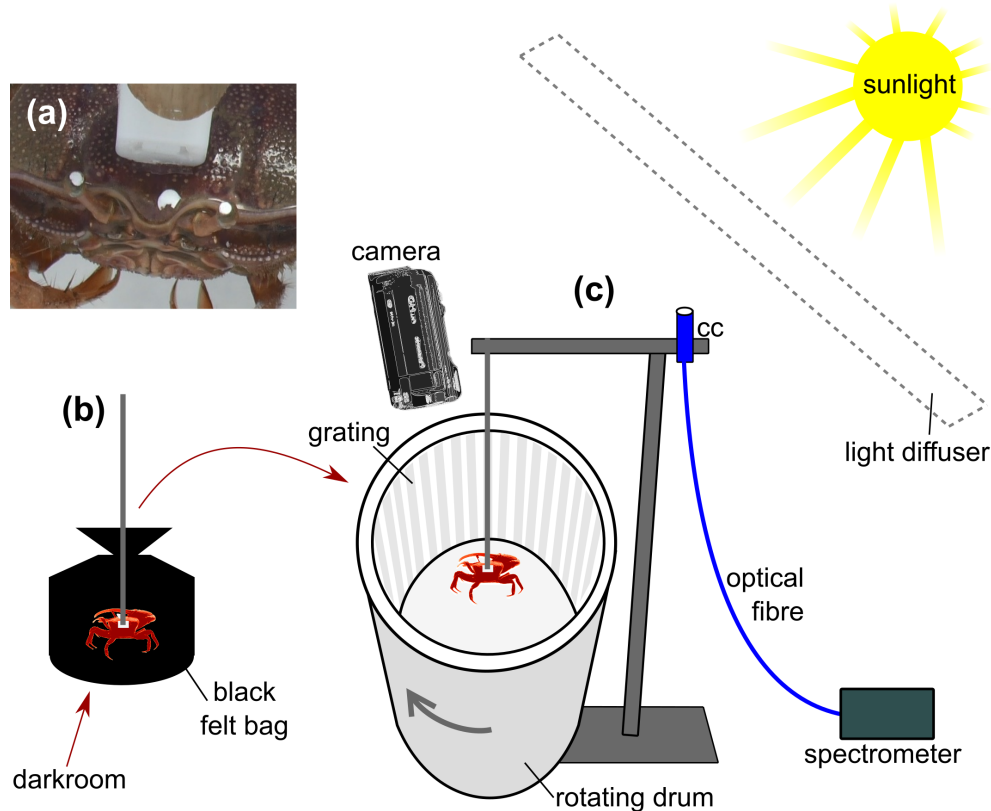 sunlight
(a)
camera
(c)
cc
(b)
grating
light diffuser
optical
fibre
black
felt bag
darkroom
spectrometer
rotating drum